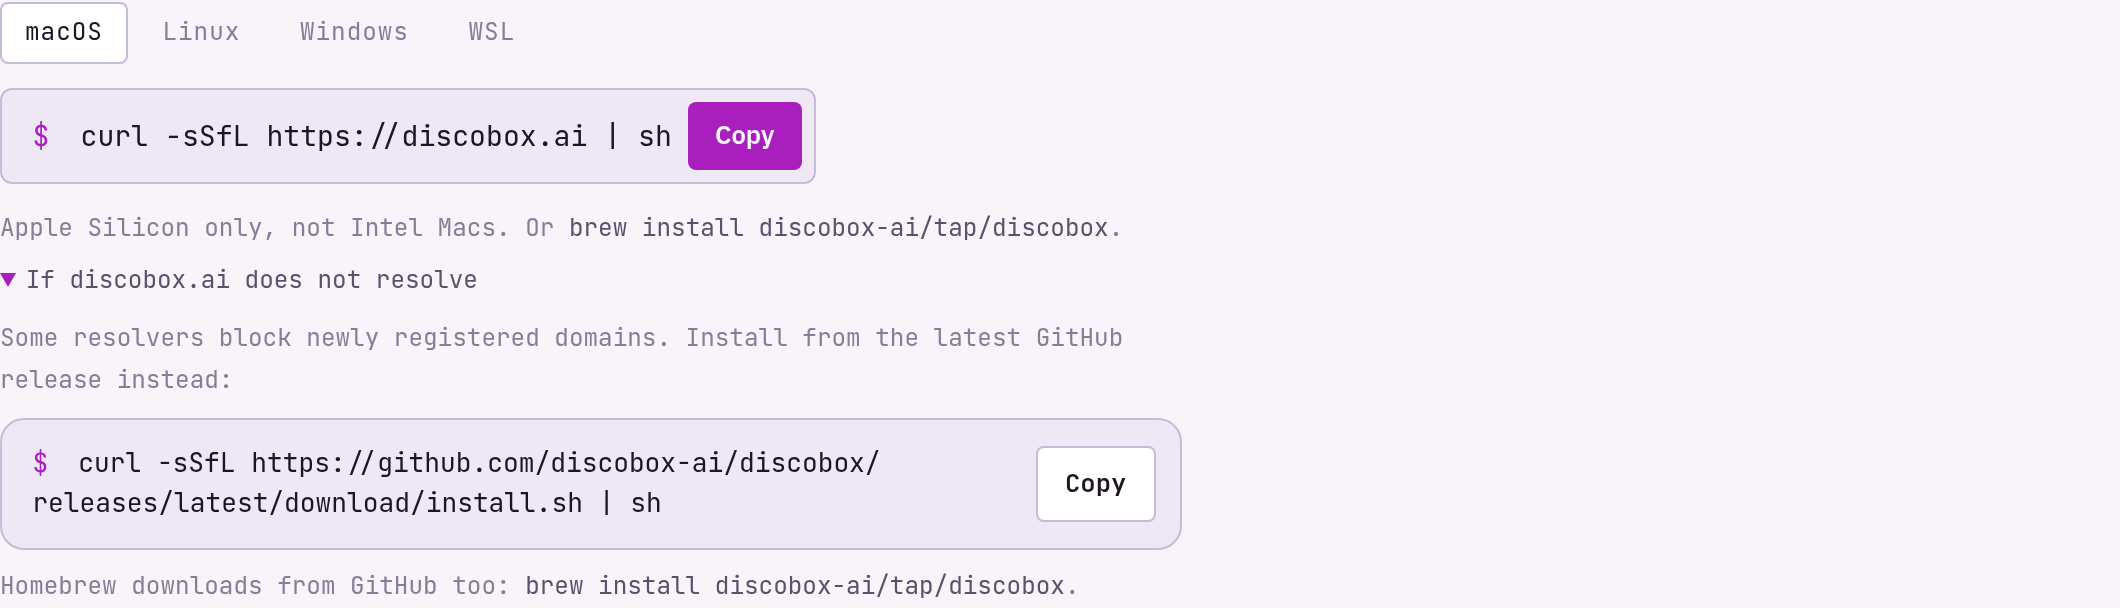 macOS Linux Windows WSL
$ curl -sSfL https://discobox.ai | sh Copy
Apple Silicon only, not Intel Macs. Or brew install discobox-ai/tap/discobox.
▼ If discobox.ai does not resolve
Some resolvers block newly registered domains. Install from the latest GitHub
release instead:
$ curl -sSfL https://github.com/discobox-ai/discobox/
releases/latest/download/install.sh | sh
Copy
Homebrew downloads from GitHub too: brew install discobox-ai/tap/discobox.